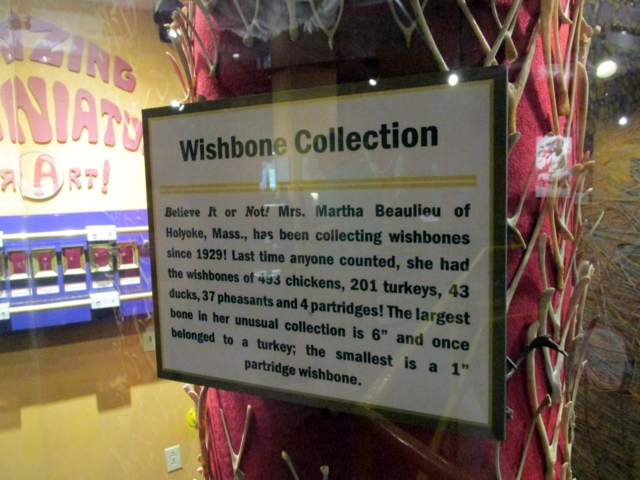 AZING
INIATU
ЯART!
Wishbone Collection
Believe It or Not! Mrs. Martha Beaulieu of
Holyoke, Mass., has been collecting wishbones
since 1929! Last time anyone counted, she had
the wishbones of 493 chickens, 201 turkeys, 43
ducks, 37 pheasants and 4 partridges! The largest
bone in her unusual collection is 6” and once
belonged to a turkey; the smallest is a 1”
partridge wishbone.